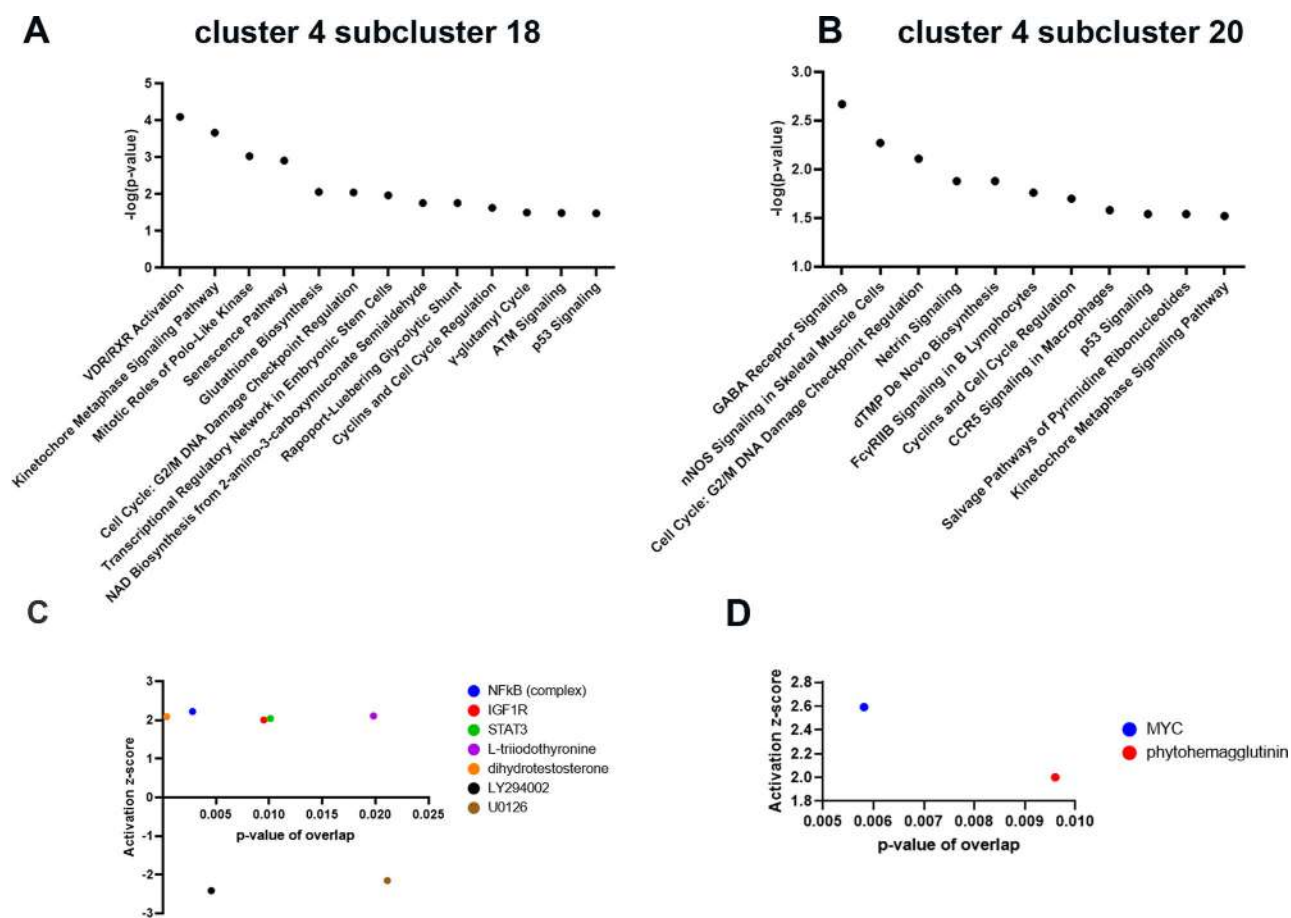 A
cluster 4 subcluster 18
5
4
3
2
1
0
-log(p-value)
VDR/RXR Activation
Kinetochore Metaphase Signaling Pathway
Mitotic Roles of Polo-Like Kinase
Senescence Pathway
Glutathione Biosynthesis
Cell Cycle: G2/M DNA Damage Checkpoint Regulation
Transcriptional Regulatory Network in Embryonic Stem Cells
NAD Biosynthesis from 2-amino-3-carboxymuconate Semialdehyde
Rapoport-Luebering Glycolytic Shunt
Cyclins and Cell Cycle Regulation
γ-glutamyl Cycle
ATM Signaling
p53 Signaling
B
cluster 4 subcluster 20
3.0
2.5
2.0
1.5
1.0
-log(p-value)
GABA Receptor Signaling
nNOS Signaling in Skeletal Muscle Cells
Cell Cycle: G2/M DNA Damage Checkpoint Regulation
Netrin Signaling
dTMP De Novo Biosynthesis
FcγRIIB Signaling in B Lymphocytes
Cyclins and Cell Cycle Regulation
CCR5 Signaling in Macrophages
p53 Signaling
Salvage Pathways of Pyrimidine Ribonucleotides
Kinetochore Metaphase Signaling Pathway
C
3
2
1
0
-1
-2
-3
Activation z-score
0.005 0.010 0.015 0.020 0.025
p-value of overlap
NFkB (complex)
IGF1R
STAT3
L-triiodothyronine
dihydrotestosterone
LY294002
U0126
D
2.8
2.6
2.4
2.2
2.0
1.8
Activation z-score
0.005 0.006 0.007 0.008 0.009 0.010
p-value of overlap
MYC
phytohemagglutinin